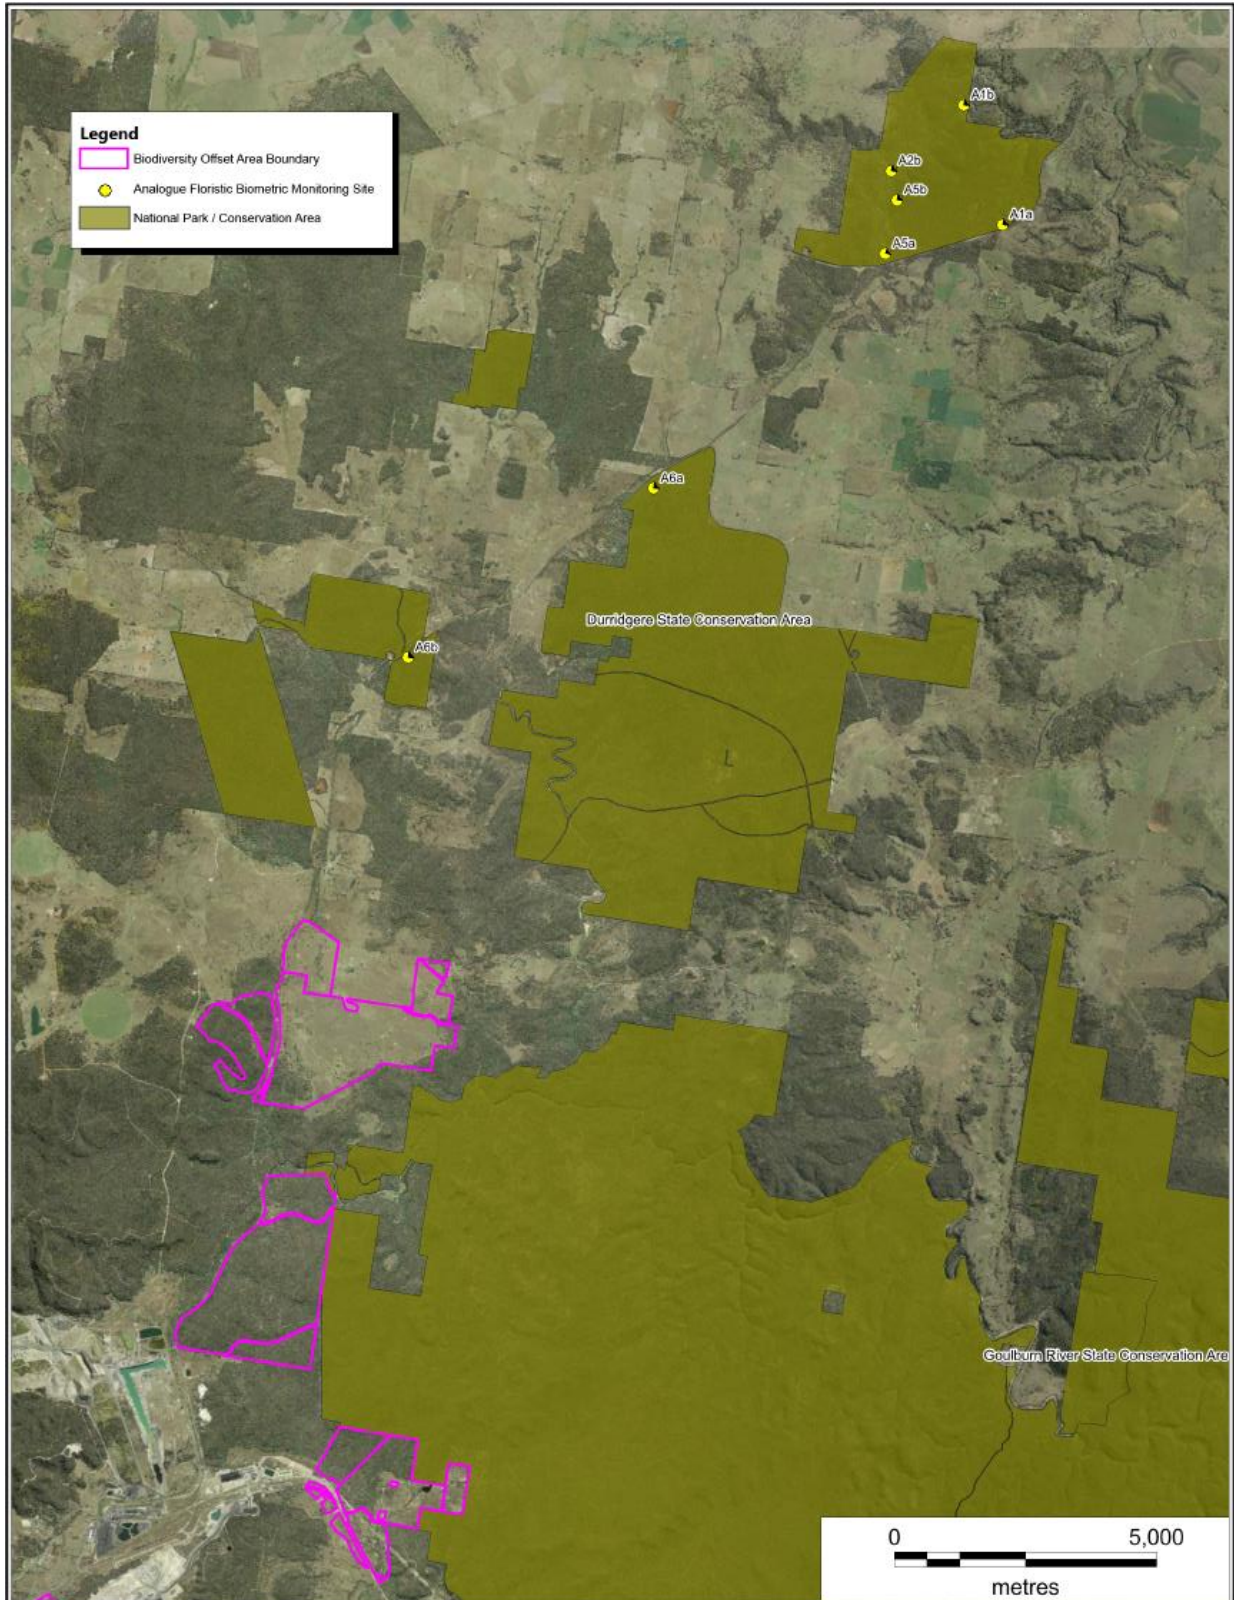 Legend
Biodiversity Offset Area Boundary
Analogue Floristic Biometric Monitoring Site
National Park / Conservation Area
A1b
A2b
A5b
A1a
A5a
A6a
Durridgere State Conservation Area
A6b
Goulburn River State Conservation Are
0 5,000
metres